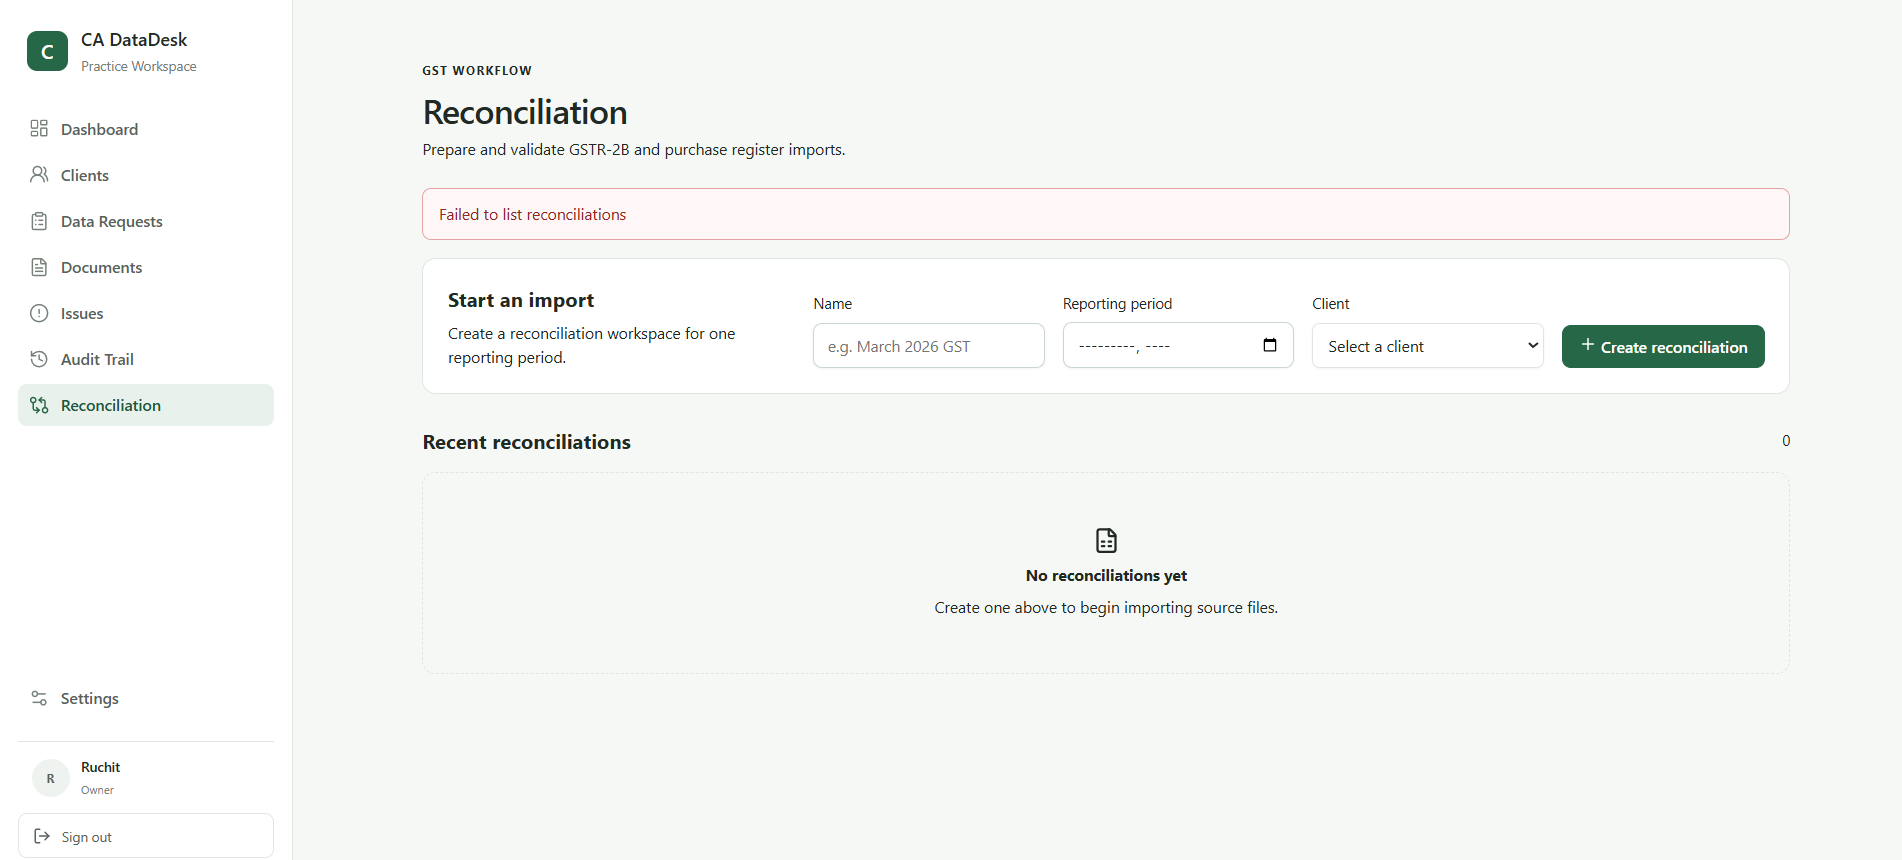 C
CA DataDesk
Practice Workspace
Dashboard
Clients
Data Requests
Documents
Issues
Audit Trail
Reconciliation
Settings
R
Ruchit
Owner
Sign out
GST WORKFLOW
Reconciliation
Prepare and validate GSTR-2B and purchase register imports.
Failed to list reconciliations
Start an import
Create a reconciliation workspace for one
reporting period.
Name
e.g. March 2026 GST
Reporting period
---------, ----
Client
Select a client
+ Create reconciliation
Recent reconciliations
0
No reconciliations yet
Create one above to begin importing source files.